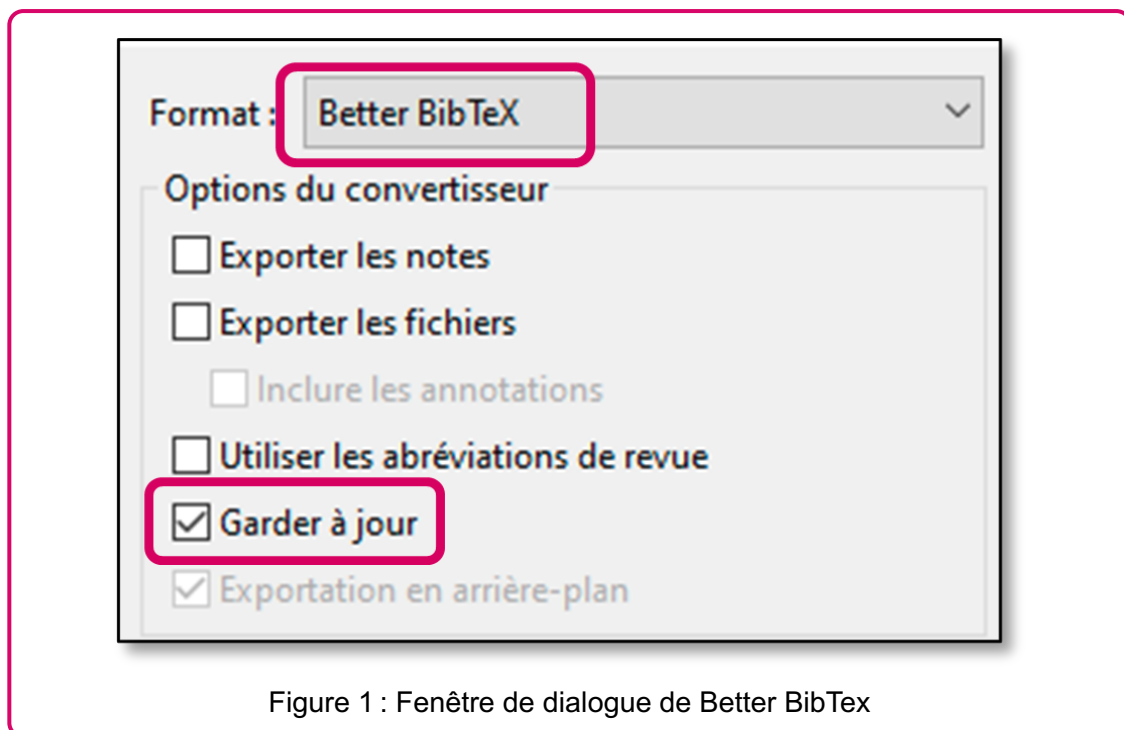 Format : Better BibTeX
Options du convertisseur
Exporter les notes
Exporter les fichiers
Inclure les annotations
Utiliser les abréviations de revue
Garder à jour
Exportation en arrière-plan
Figure 1 : Fenêtre de dialogue de Better BibTex